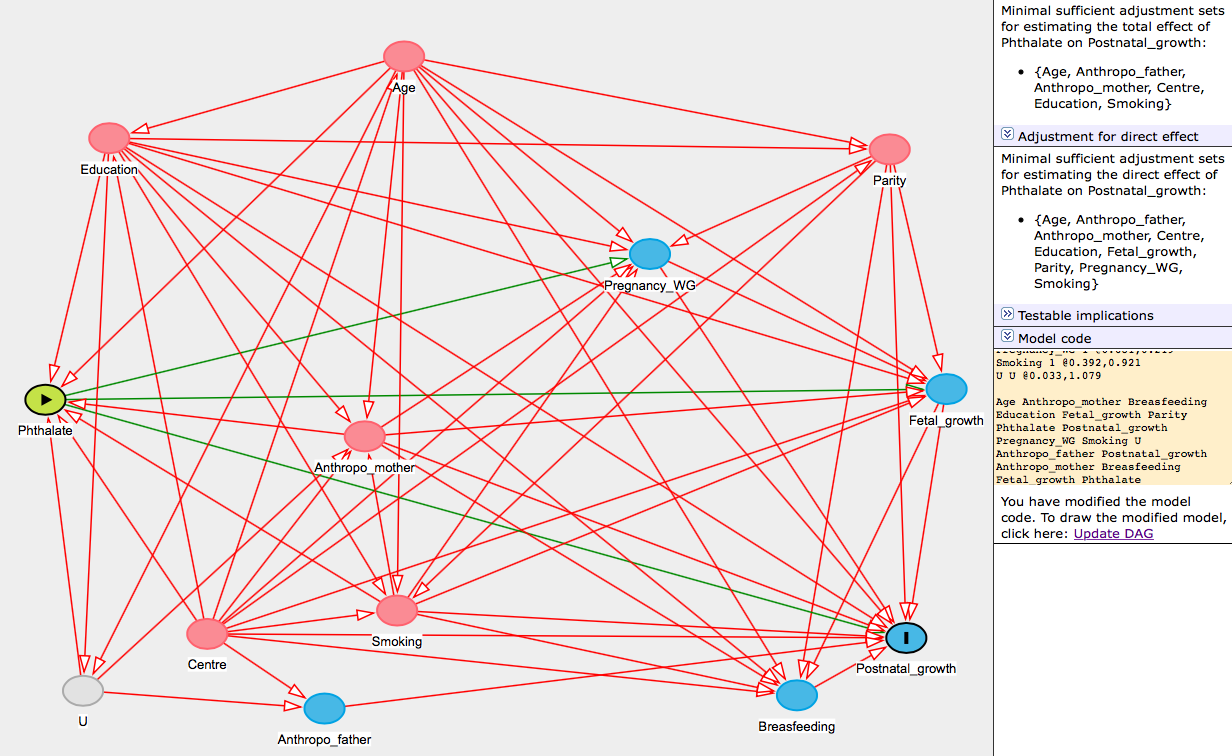 Age
Education
Parity
Pregnancy_WG
Phthalate
Fetal_growth
Anthropo_mother
Smoking
Centre
Postnatal_growth
U
Breasfeeding
Anthropo_father
Minimal sufficient adjustment sets
for estimating the total effect of
Phthalate on Postnatal_growth:
• {Age, Anthropo_father,
Anthropo_mother, Centre,
Education, Smoking}
Adjustment for direct effect
Minimal sufficient adjustment sets
for estimating the direct effect of
Phthalate on Postnatal_growth:
• {Age, Anthropo_father,
Anthropo_mother, Centre,
Education, Fetal_growth,
Parity, Pregnancy_WG,
Smoking}
Testable implications
Model code
Smoking 1 @0.392,0.921
U U @0.033,1.079
Age Anthropo_mother Breasfeeding
Education Fetal_growth Parity
Phthalate Postnatal_growth
Pregnancy_WG Smoking U
Anthropo_father Postnatal_growth
Anthropo_mother Breasfeeding
Fetal_growth Phthalate
You have modified the model
code. To draw the modified model,
click here: Update DAG